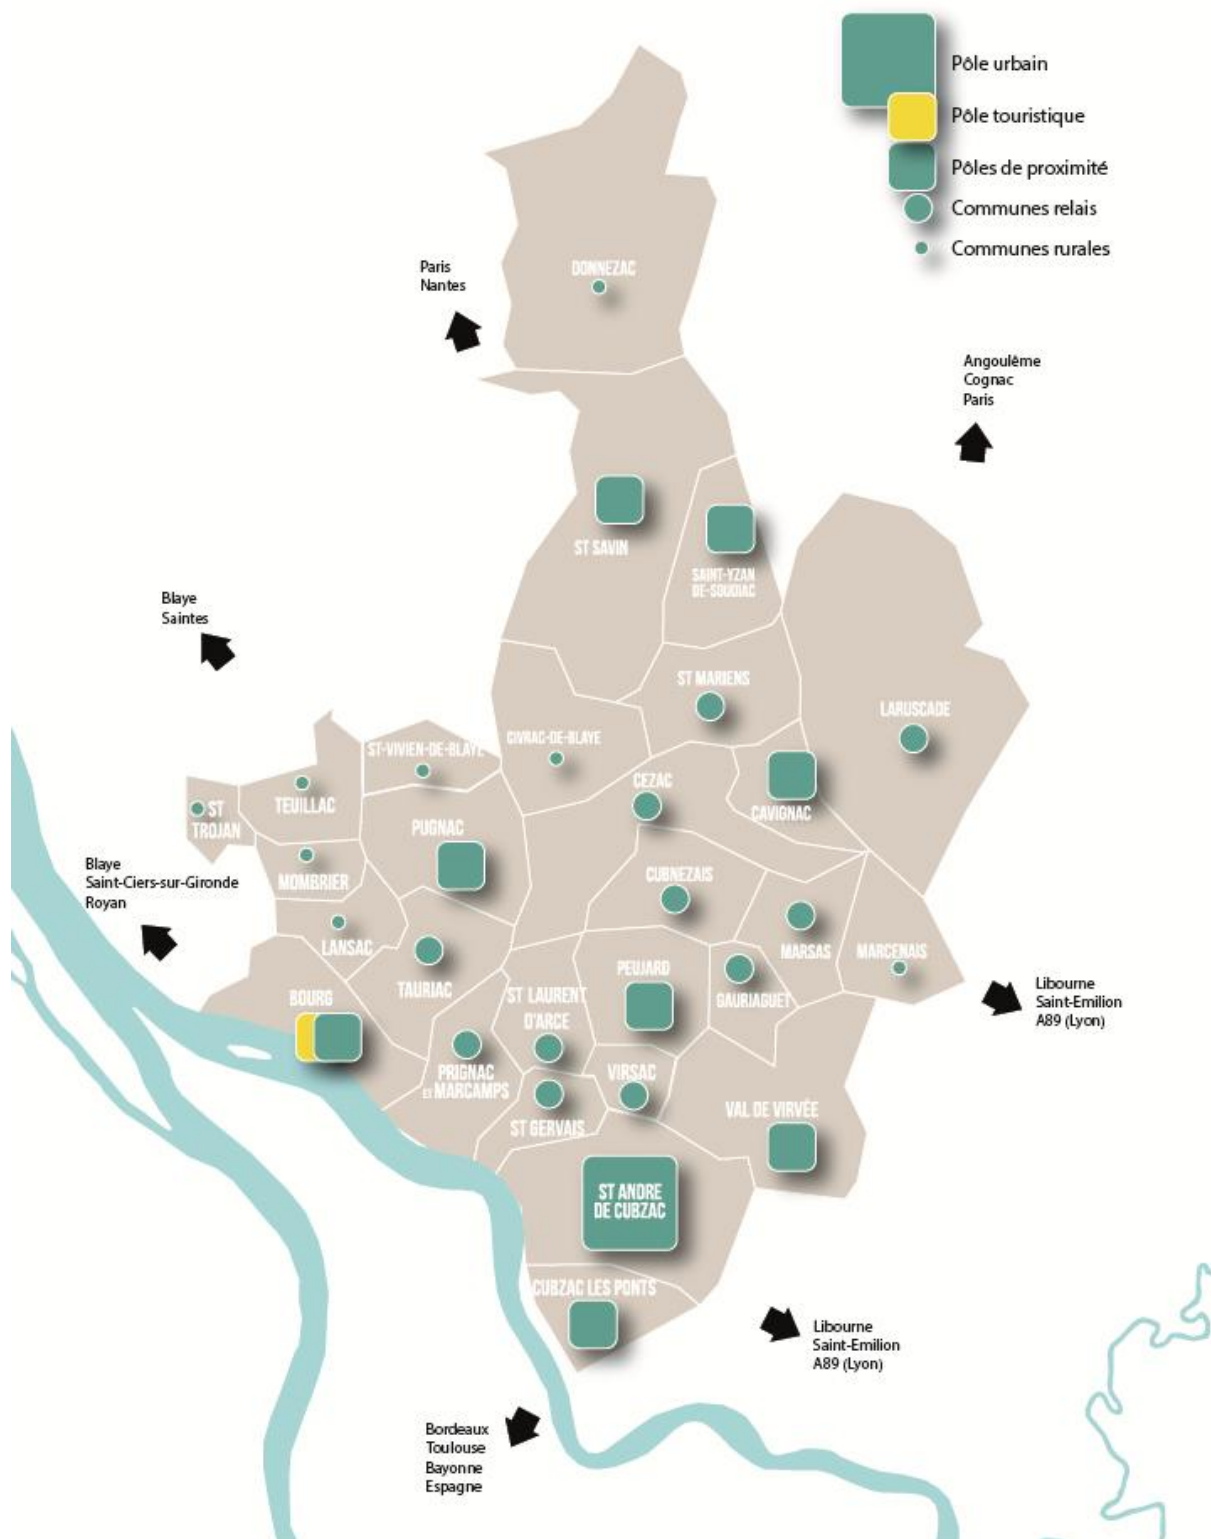 Pôle urbain
Pôle touristique
Pôles de proximité
Communes relais
Communes rurales
DONNEZAC
Paris
Nantes
Angoulême
Cognac
Paris
ST SAVIN
SAINT-YZAN
DE-SOUDIAC
Blaye
Saintes
ST MARIENS
LARUSCADE
CIVRAC-DE-BLAYE
ST-VIVIEN-DE-BLAYE
CEZAC
TEUILLAC
ST
TROJAN
CAVIGNAC
PUGNAC
Blaye
Saint-Ciers-sur-Gironde
Royan
MOMBRIER
CUBNEZAIS
LANSAC
MARSAS
MARCENAIS
TAURIAC
PEUJARD
GAURIAGUET
Libourne
Saint-Emilion
A89 (Lyon)
BOURG
ST LAURENT
D'ARCE
PRIGNAC
ET MARCAMPS
VIRSAC
ST GERVAIS
VAL DE VIRVÉE
ST ANDRE
DE CUBZAC
CUBZAC LES PONTS
Libourne
Saint-Emilion
A89 (Lyon)
Bordeaux
Toulouse
Bayonne
Espagne